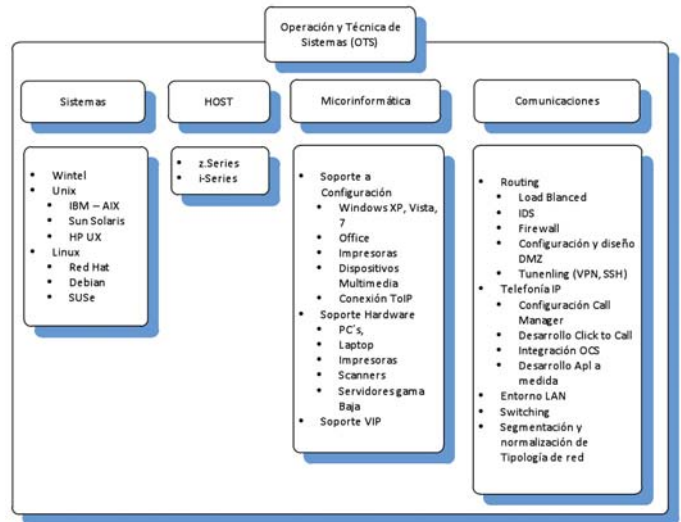 Operación y Técnica de
Sistemas (OTS)
Sistemas
HOST
Micorinformática
Comunicaciones
• Wintel
• Unix
• IBM – AIX
• Sun Solaris
• HP UX
• Linux
• Red Hat
• Debian
• SUSe
• z.Series
• i-Series
• Soporte a
Configuración
• Windows XP, Vista,
7
• Office
• Impresoras
• Dispositivos
Multimedia
• Conexión ToIP
• Soporte Hardware
• PC´s,
• Laptop
• Impresoras
• Scanners
• Servidores gama
Baja
• Soporte VIP
• Routing
• Load Blanced
• IDS
• Firewall
• Configuración y diseño
DMZ
• Tunenling (VPN, SSH)
• Telefonía IP
• Configuración Call
Manager
• Desarrollo Click to Call
• Integración OCS
• Desarrollo Apl a
medida
• Entorno LAN
• Switching
• Segmentación y
normalización de
Tipología de red